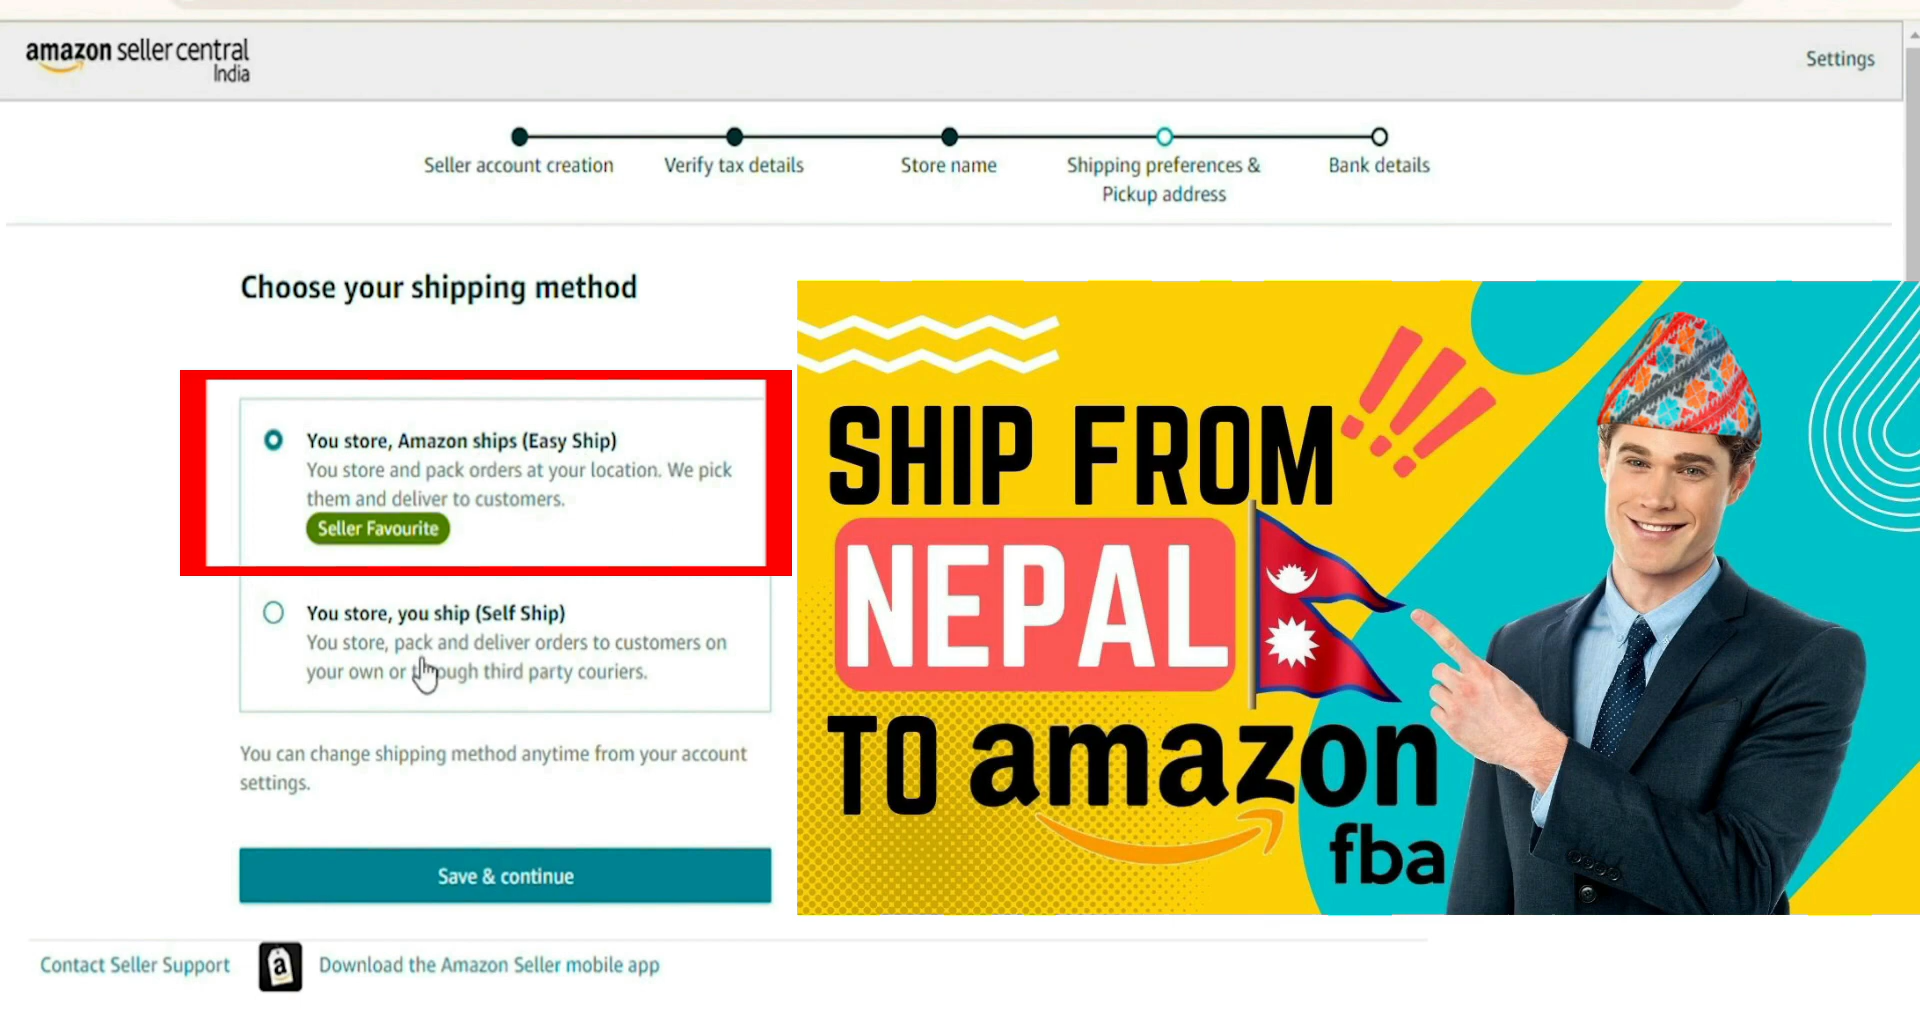 amazon seller central
India
Settings
Seller account creation
Verify tax details
Store name
Shipping preferences &
Pickup address
Bank details
Choose your shipping method
You store, Amazon ships (Easy Ship)
You store and pack orders at your location. We pick
them and deliver to customers.
Seller Favourite
You store, you ship (Self Ship)
You store, pack and deliver orders to customers on
your own or through third party couriers.
You can change shipping method anytime from your account
settings.
Save & continue
Contact Seller Support
a
Download the Amazon Seller mobile app
SHIP FROM!!!
NEPAL
TO amazon
fba